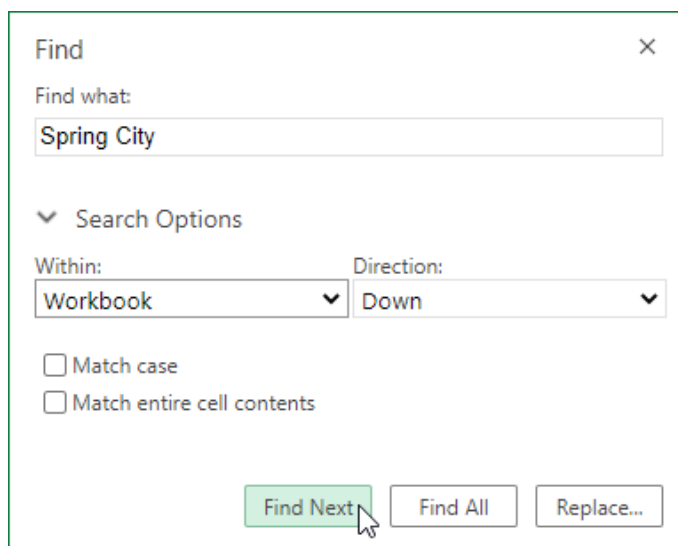 Find
Find what:
Spring City
Search Options
Within: Direction:
Workbook Down
Match case
Match entire cell contents
Find Next Find All Replace...